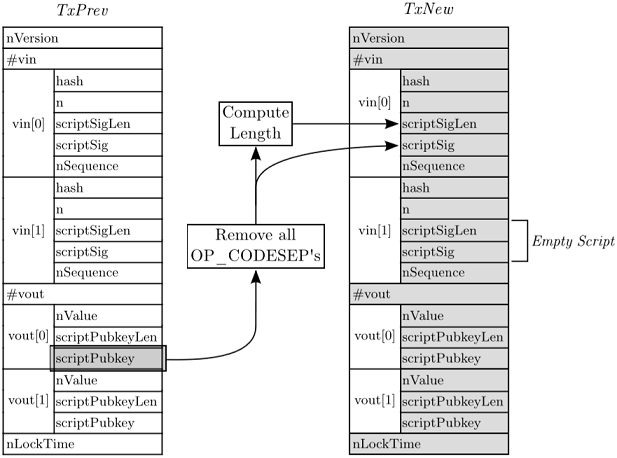 TxPrev
nVersion
#vin
vin[0]
hash
n
scriptSigLen
scriptSig
nSequence
vin[1]
hash
n
scriptSigLen
scriptSig
nSequence
#vout
vout[0]
nValue
scriptPubkeyLen
scriptPubkey
vout[1]
nValue
scriptPubkeyLen
scriptPubkey
nLockTime
Compute
Length
Remove all
OP_CODESEP's
TxNew
nVersion
#vin
vin[0]
hash
n
scriptSigLen
scriptSig
nSequence
vin[1]
hash
n
scriptSigLen
scriptSig
nSequence
Empty Script
#vout
vout[0]
nValue
scriptPubkeyLen
scriptPubkey
vout[1]
nValue
scriptPubkeyLen
scriptPubkey
nLockTime